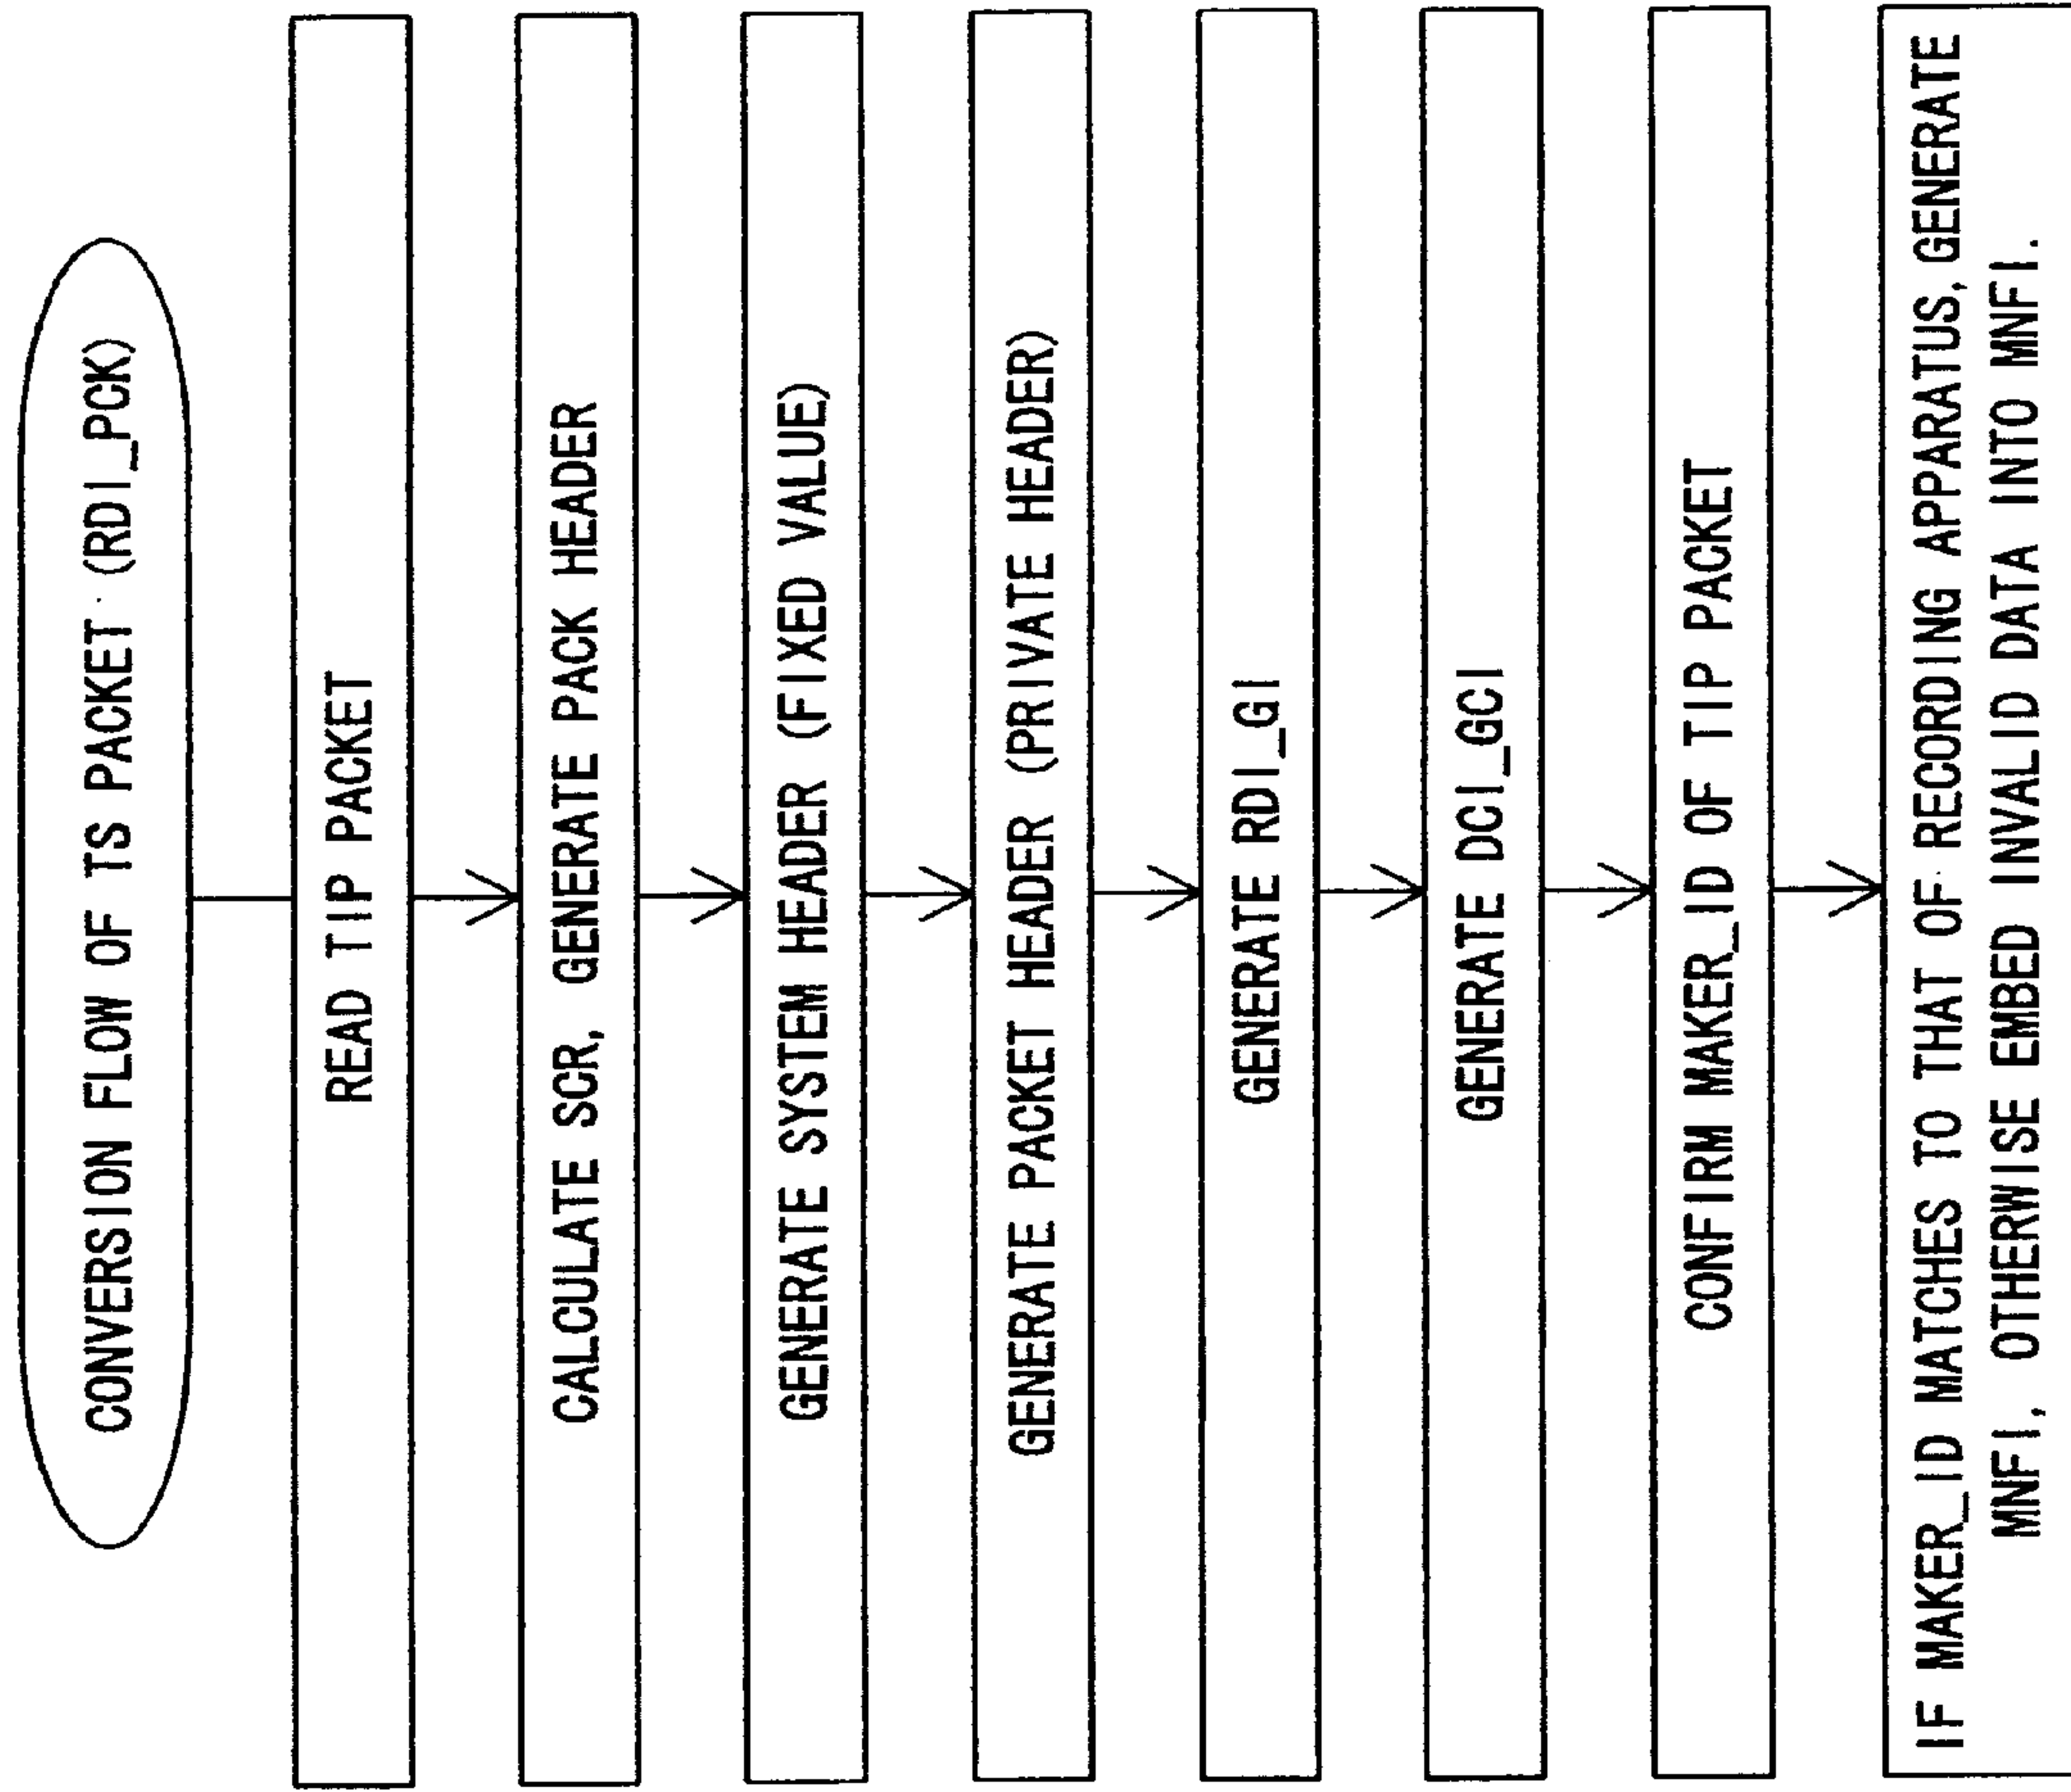 CONVERSION FLOW OF TS PACKET (RDI_PCK)
READ TIP PACKET
CALCULATE SCR, GENERATE PACK HEADER
GENERATE SYSTEM HEADER (FIXED VALUE)
GENERATE PACKET HEADER (PRIVATE HEADER)
GENERATE RDI_GI
GENERATE DCI_GCI
CONFIRM MAKER_ID OF TIP PACKET
IF MAKER_ID MATCHES TO THAT OF RECORDING APPARATUS, GENERATE
MNFI, OTHERWISE EMBED INVALID DATA INTO MNFI.